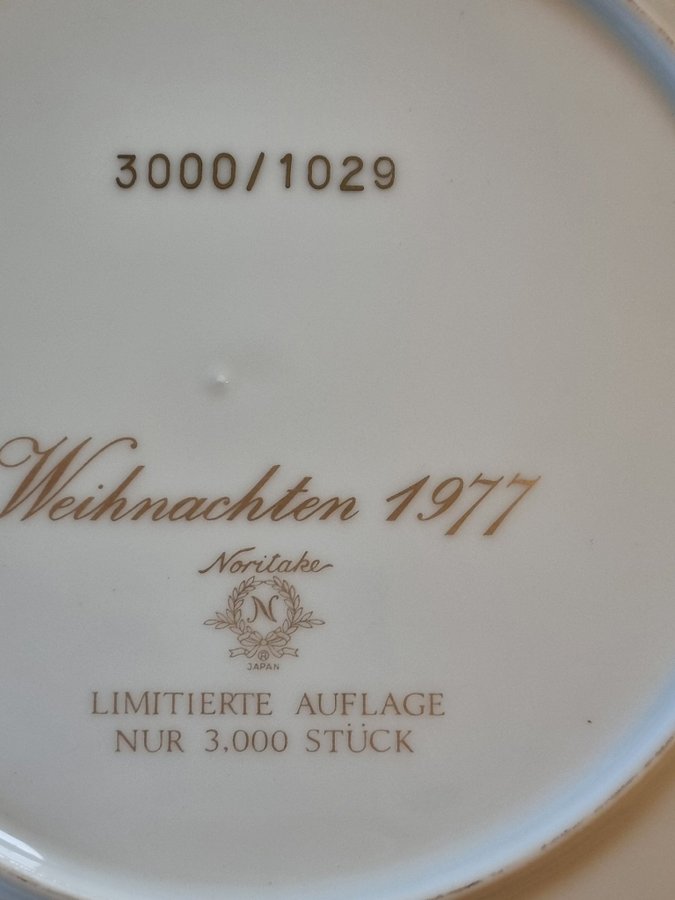 3000/1029
Weihnachten 1977
Noritake
N
R
JAPAN
LIMITIERTE AUFLAGE
NUR 3,000 STÜCK